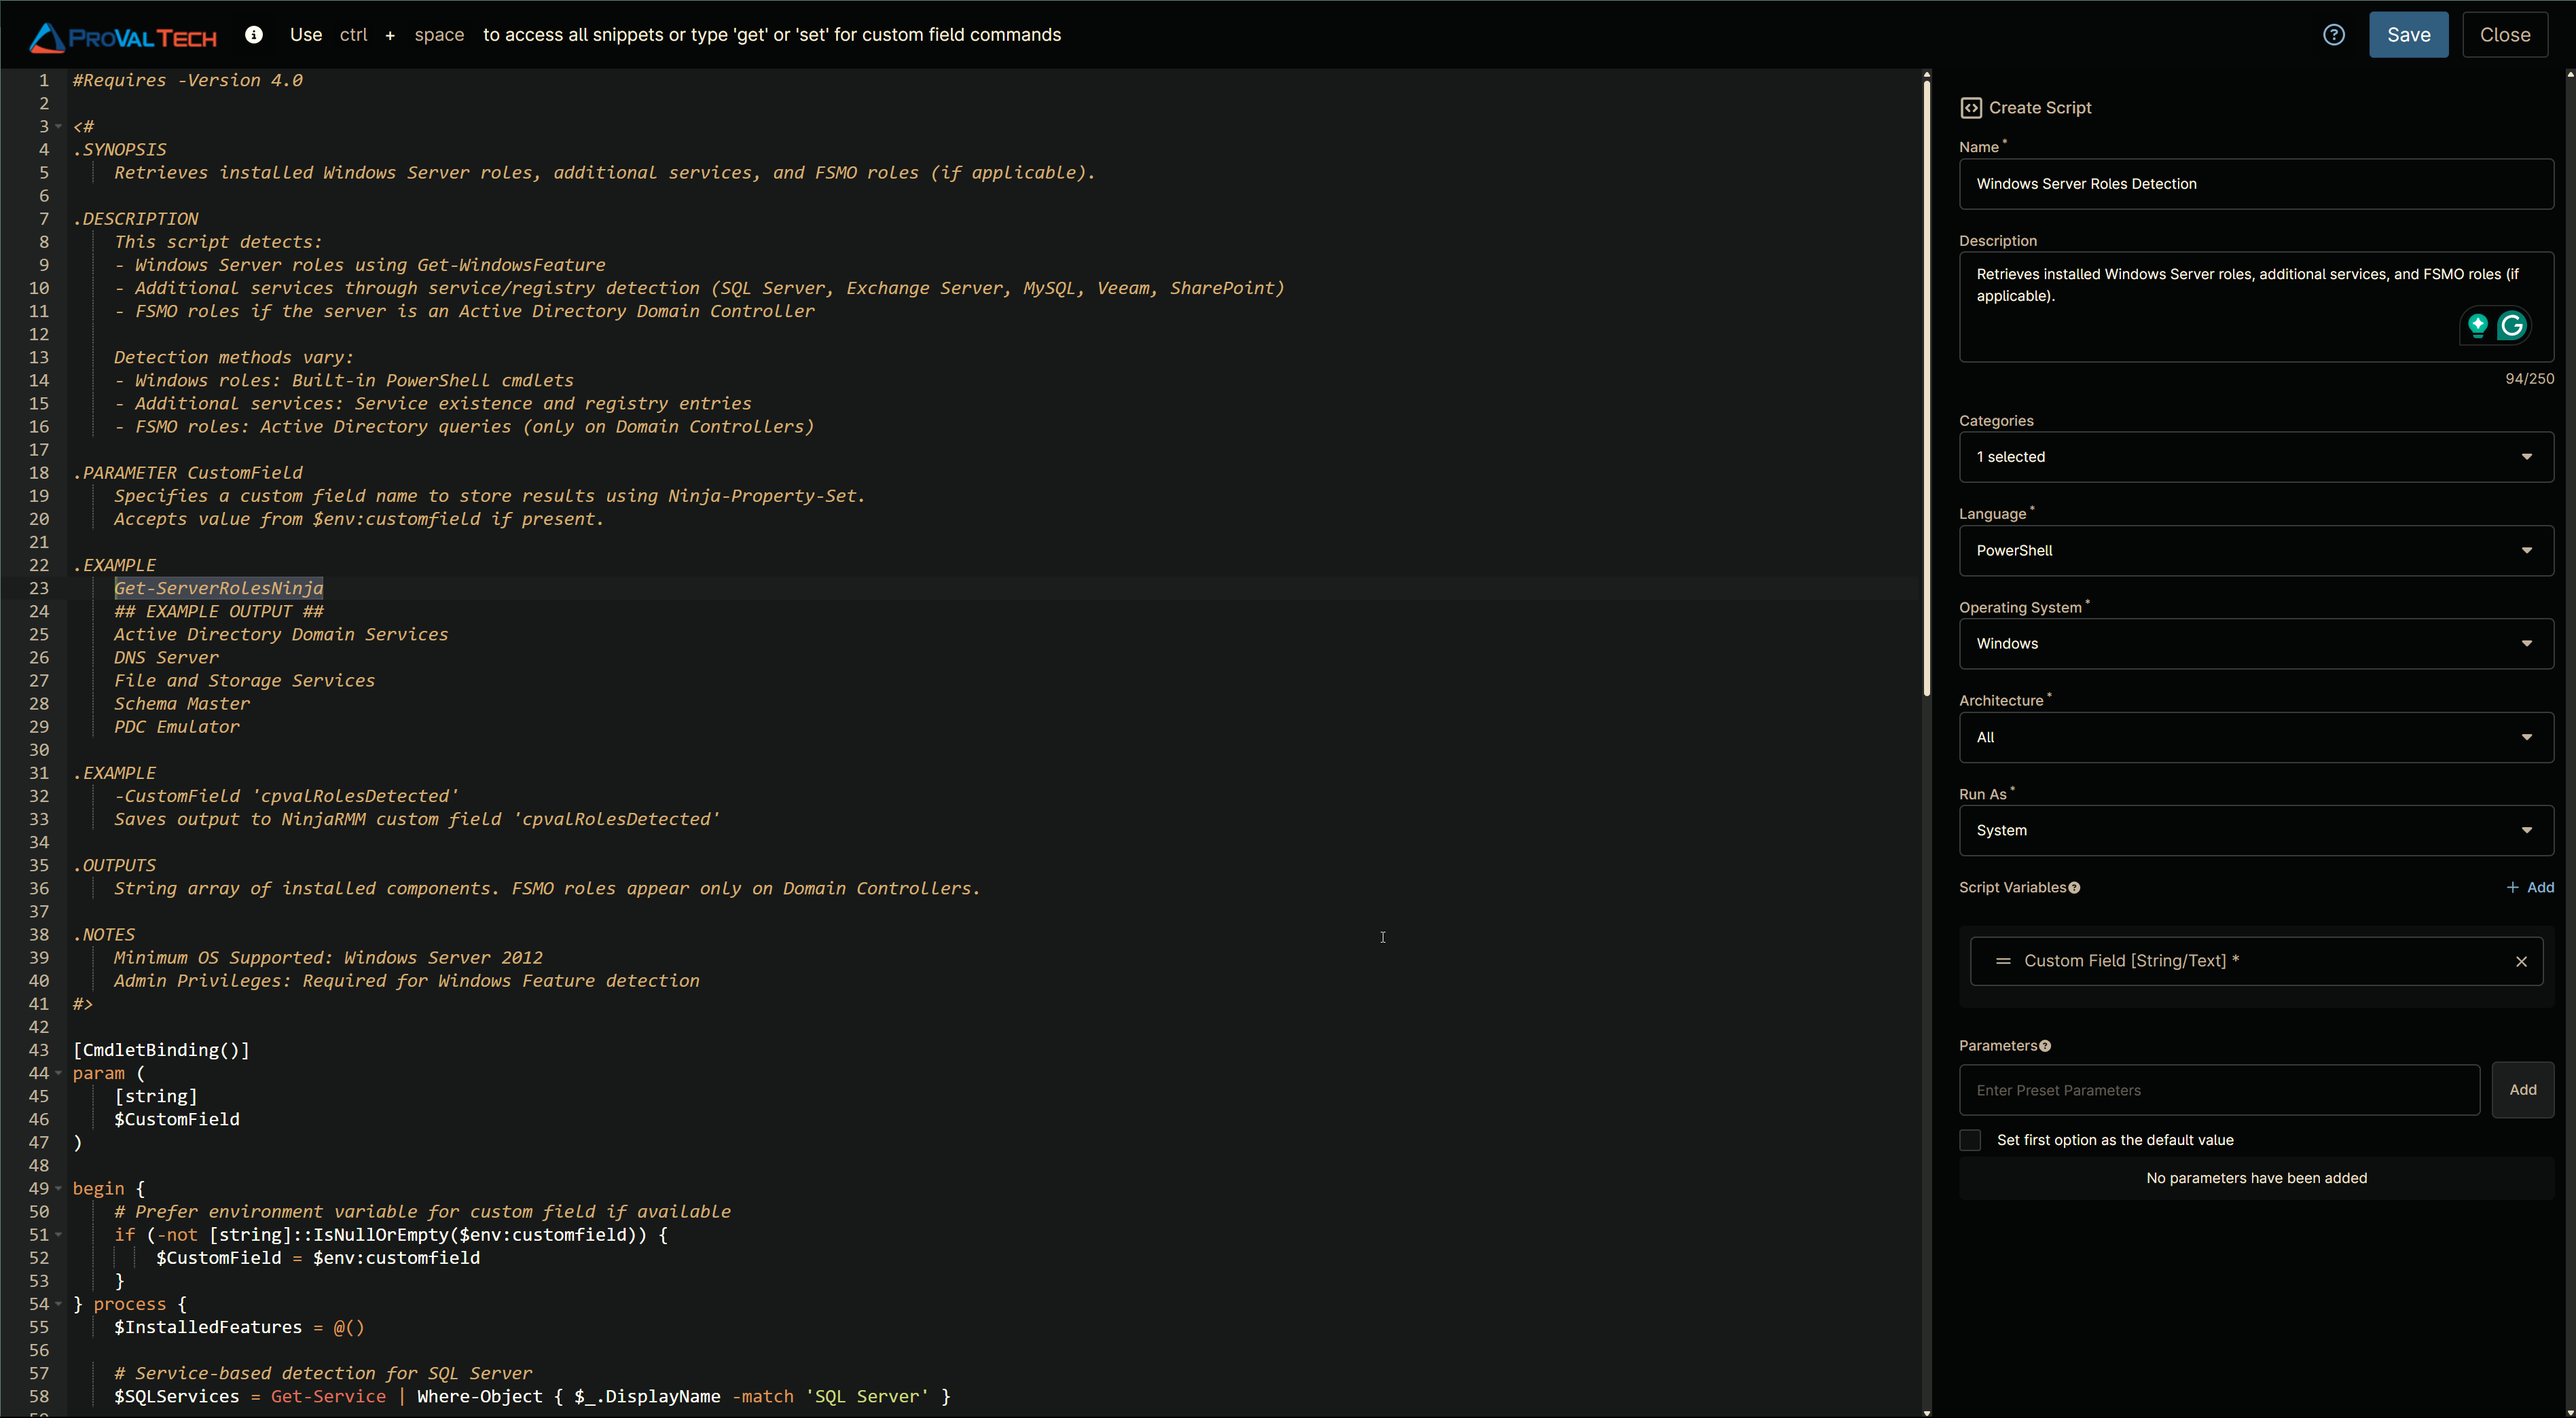 PROVALTECH
Use ctrl + space to access all snippets or type 'get' or 'set' for custom field commands
Save
Close
1 #Requires -Version 4.0
2
3 <#
4 .SYNOPSIS
5 Retrieves installed Windows Server roles, additional services, and FSMO roles (if applicable).
6
7 .DESCRIPTION
8 This script detects:
9 - Windows Server roles using Get-WindowsFeature
10 - Additional services through service/registry detection (SQL Server, Exchange Server, MySQL, Veeam, SharePoint)
11 - FSMO roles if the server is an Active Directory Domain Controller
12
13 Detection methods vary:
14 - Windows roles: Built-in PowerShell cmdlets
15 - Additional services: Service existence and registry entries
16 - FSMO roles: Active Directory queries (only on Domain Controllers)
17
18 .PARAMETER CustomField
19 Specifies a custom field name to store results using Ninja-Property-Set.
20 Accepts value from $env:customfield if present.
21
22 .EXAMPLE
23 Get-ServerRolesNinja
24 ## EXAMPLE OUTPUT ##
25 Active Directory Domain Services
26 DNS Server
27 File and Storage Services
28 Schema Master
29 PDC Emulator
30
31 .EXAMPLE
32 -CustomField 'cpvalRolesDetected'
33 Saves output to NinjaRMM custom field 'cpvalRolesDetected'
34
35 .OUTPUTS
36 String array of installed components. FSMO roles appear only on Domain Controllers.
37
38 .NOTES
39 Minimum OS Supported: Windows Server 2012
40 Admin Privileges: Required for Windows Feature detection
41 #>
42
43 [CmdletBinding()]
44 param (
45 [string]
46 $CustomField
47 )
48
49 begin {
50 # Prefer environment variable for custom field if available
51 if (-not [string]::IsNullOrEmpty($env:customfield)) {
52 $CustomField = $env:customfield
53 }
54 } process {
55 $InstalledFeatures = @()
56
57 # Service-based detection for SQL Server
58 $SQLServices = Get-Service | Where-Object { $_.DisplayName -match 'SQL Server' }
Create Script
Name *
Windows Server Roles Detection
Description
Retrieves installed Windows Server roles, additional services, and FSMO roles (if
applicable).
94/250
Categories
1 selected
Language *
PowerShell
Operating System *
Windows
Architecture *
All
Run As *
System
Script Variables
+ Add
Custom Field [String/Text] *
Parameters
Enter Preset Parameters
Add
Set first option as the default value
No parameters have been added